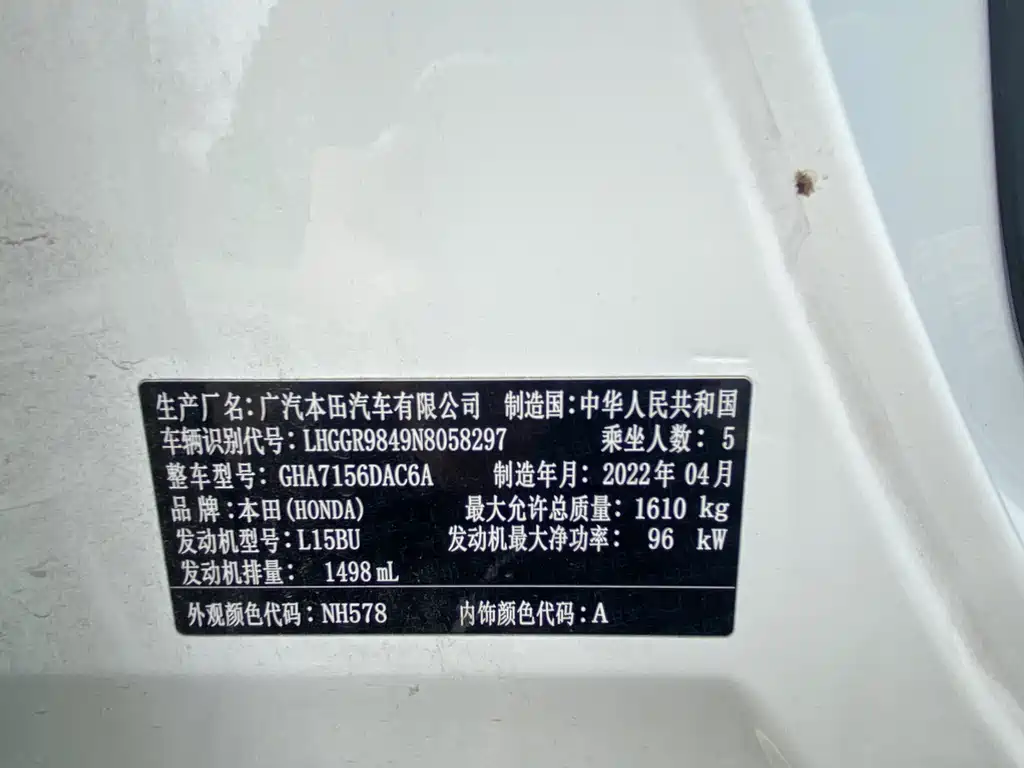 生产厂名：广汽本田汽车有限公司 制造国：中华人民共和国
车辆识别代号：LHGGR9849N8058297 乘坐人数：5
整车型号：GHA7156DAC6A 制造年月：2022年04月
品牌：本田(HONDA) 最大允许总质量：1610 kg
发动机型号：L15BU 发动机最大净功率：96 kW
发动机排量：1498 mL
外观颜色代码：NH578 内饰颜色代码：A